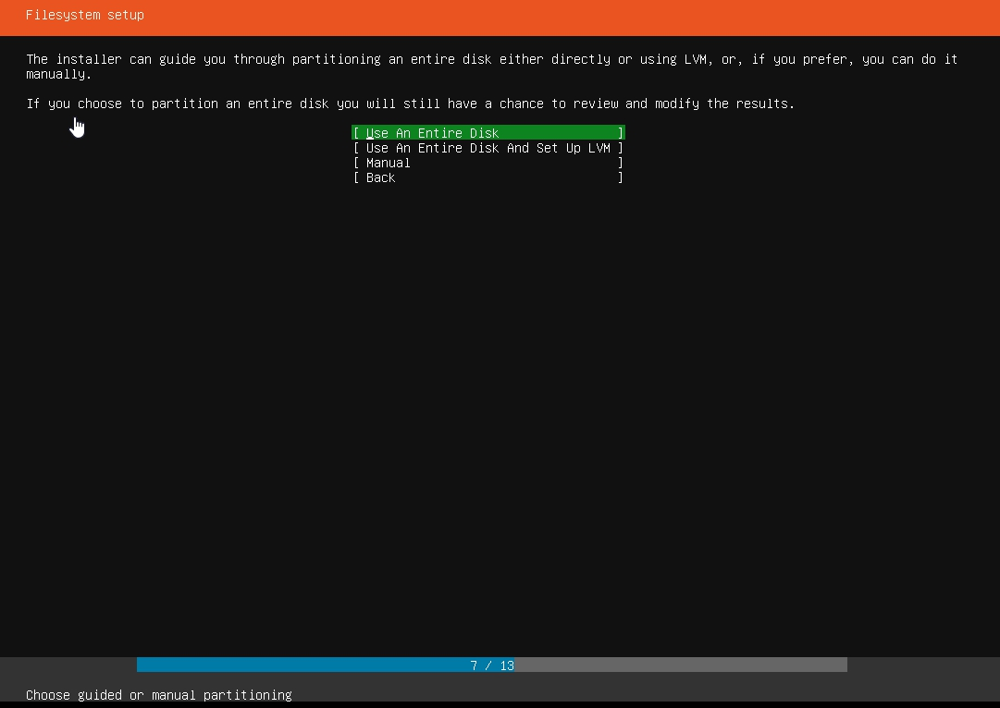 Filesystem setup
The installer can guide you through partitioning an entire disk either directly or using LVM, or, if you prefer, you can do it
manually.
If you choose to partition an entire disk you will still have a chance to review and modify the results.
[ Use An Entire Disk ]
[ Use An Entire Disk And Set Up LVM ]
[ Manual ]
[ Back ]
7 / 13
Choose guided or manual partitioning